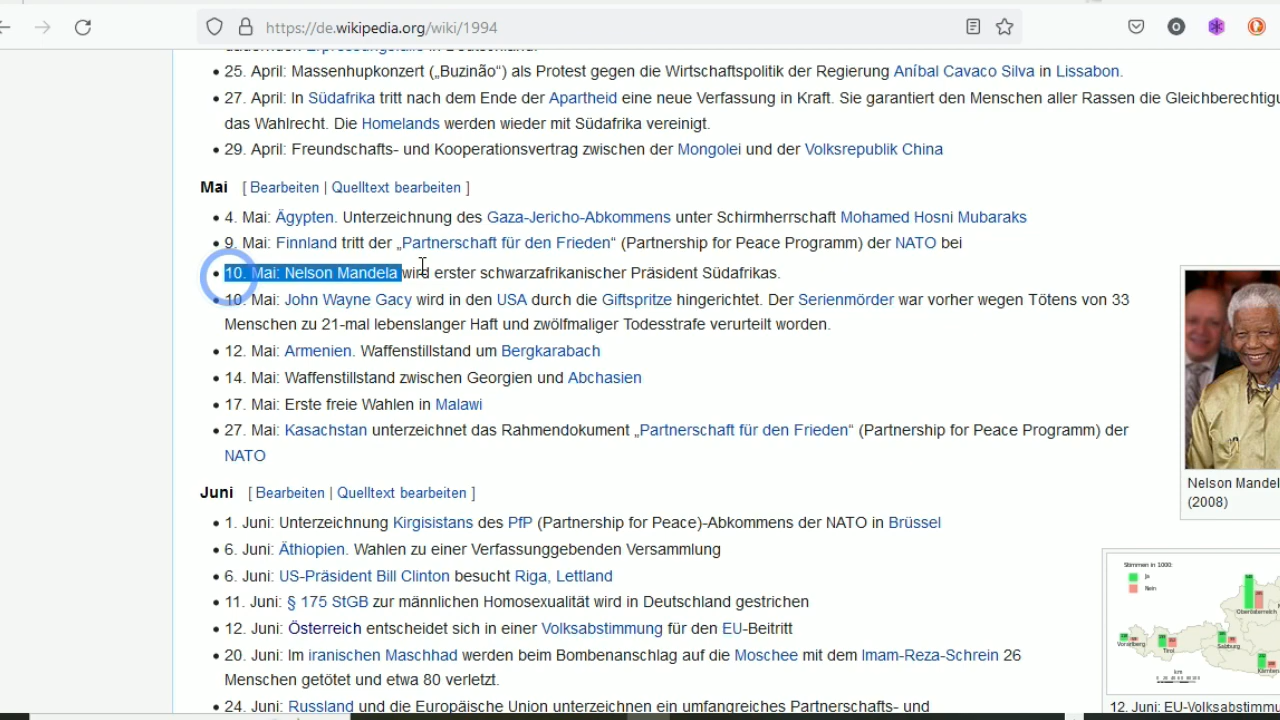 https://de.wikipedia.org/wiki/1994
25. April: Massenhupkonzert („Buzinão") als Protest gegen die Wirtschaftspolitik der Regierung Aníbal Cavaco Silva in Lissabon.
27. April: In Südafrika tritt nach dem Ende der Apartheid eine neue Verfassung in Kraft. Sie garantiert den Menschen aller Rassen die
das Wahlrecht. Die Homelands werden wieder mit Südafrika vereinigt.
29. April: Freundschafts- und Kooperationsvertrag zwischen der Mongolei und der Volksrepublik China
Mai [ Bearbeiten | Quelltext bearbeiten ]
4. Mai: Ägypten. Unterzeichnung des Gaza-Jericho-Abkommens unter Schirmherrschaft Mohamed Hosni Mubaraks
9. Mai: Finnland tritt der „Partnerschaft für den Frieden" (Partnership for Peace Programm) der NATO bei
10. Mai: Nelson Mandela wird erster schwarzafrikanischer Präsident Südafrikas.
10. Mai: John Wayne Gacy wird in den USA durch die Giftspritze hingerichtet. Der Serienmörder war vorher wegen Tötens von 33
Menschen zu 21-mal lebenslanger Haft und zwölfmaliger Todesstrafe verurteilt worden.
12. Mai: Armenien. Waffenstillstand um Bergkarabach
14. Mai: Waffenstillstand zwischen Georgien und Abchasien
17. Mai: Erste freie Wahlen in Malawi
27. Mai: Kasachstan unterzeichnet das Rahmendokument „Partnerschaft für den Frieden" (Partnership for Peace Programm) der
NATO
Nelson
(2008)
Juni [ Bearbeiten | Quelltext bearbeiten ]
1. Juni: Unterzeichnung Kirgisistans des PfP (Partnership for Peace)-Abkommens der NATO in Brüssel
6. Juni: Äthiopien. Wahlen zu einer Verfassunggebenden Versammlung
6. Juni: US-Präsident Bill Clinton besucht Riga, Lettland
11. Juni: § 175 StGB zur männlichen Homosexualität wird in Deutschland gestrichen
12. Juni: Österreich entscheidet sich in einer Volksabstimmung für den EU-Beitritt
20. Juni: Im iranischen Maschhad werden beim Bombenanschlag auf die Moschee mit dem Imam-Reza-Schrein 26
Menschen getötet und etwa 80 verletzt.
24. Juni: Russland und die Europäische Union unterzeichnen ein umfangreiches Partnerschafts- und
Stimmen in 1000:
Ja
Nein
Oberösterreich
Vorarlberg
Tirol
Salzburg
km
12. Juni: